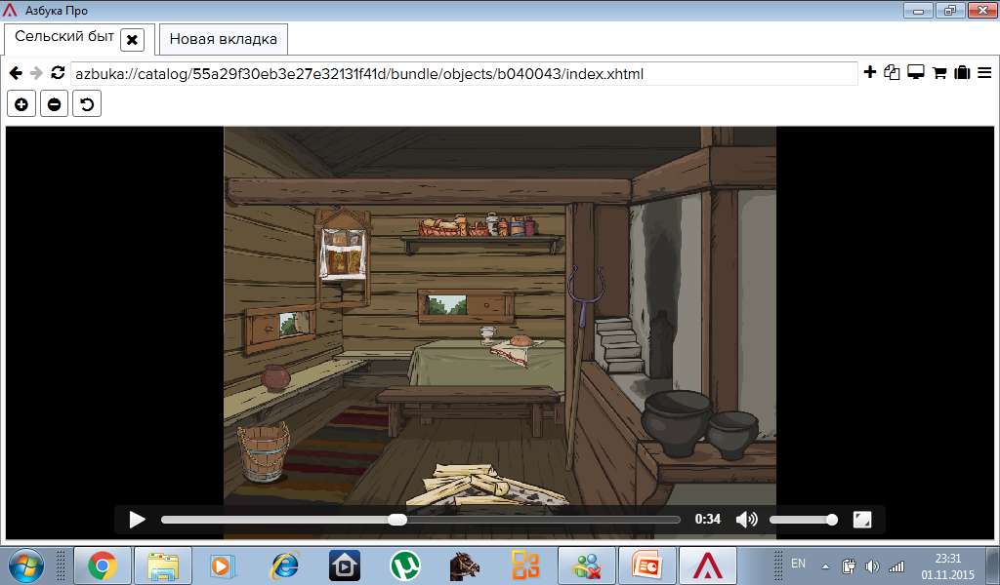 Азбука Про
Сельский быт
Новая вкладка
azbuka://catalog/55a29f30eb3e27e32131f41d/bundle/objects/b040043/index.xhtml
0:34
EN
23:31
01.11.2015